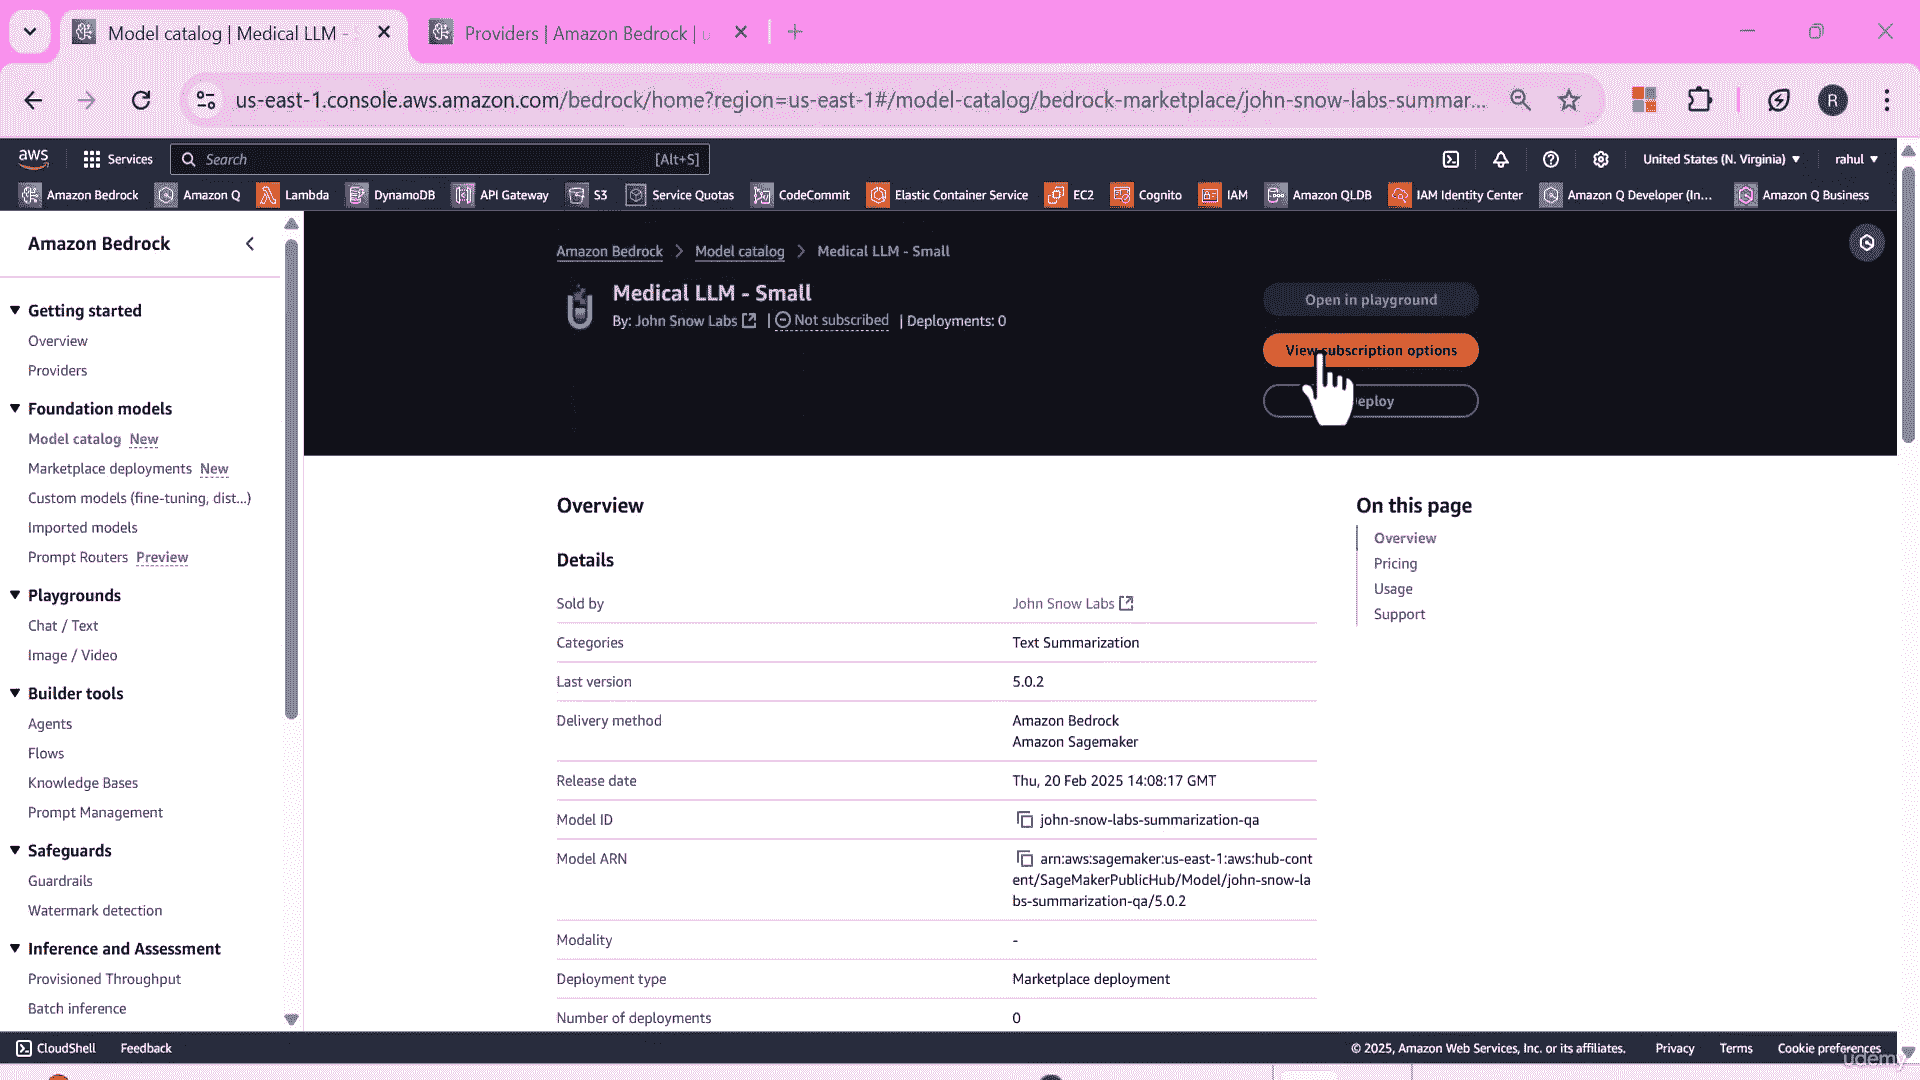 Model catalog | Medical LLM -
Providers | Amazon Bedrock |
us-east-1.console.aws.amazon.com/bedrock/home?region=us-east-1#/model-catalog/bedrock-marketplace/john-snow-labs-summar...
R
aws
Services
Search
[Alt+S]
United States (N. Virginia)
rahul
Amazon Bedrock
Amazon Q
Lambda
DynamoDB
API Gateway
S3
Service Quotas
CodeCommit
Elastic Container Service
EC2
Cognito
IAM
Amazon QLDB
IAM Identity Center
Amazon Q Developer (In...
Amazon Q Business
Amazon Bedrock
Getting started
Overview
Providers
Foundation models
Model catalog New
Marketplace deployments New
Custom models (fine-tuning, dist...)
Imported models
Prompt Routers Preview
Playgrounds
Chat / Text
Image / Video
Builder tools
Agents
Flows
Knowledge Bases
Prompt Management
Safeguards
Guardrails
Watermark detection
Inference and Assessment
Provisioned Throughput
Batch inference
Amazon Bedrock > Model catalog > Medical LLM - Small
Medical LLM - Small
By: John Snow Labs | Not subscribed | Deployments: 0
Open in playground
View subscription options
eploy
Overview
Details
Sold by
John Snow Labs
Categories
Text Summarization
Last version
5.0.2
Delivery method
Amazon Bedrock
Amazon Sagemaker
Release date
Thu, 20 Feb 2025 14:08:17 GMT
Model ID
john-snow-labs-summarization-qa
Model ARN
arn:aws:sagemaker:us-east-1:aws:hub-cont
ent/SageMakerPublicHub/Model/john-snow-la
bs-summarization-qa/5.0.2
Modality
-
Deployment type
Marketplace deployment
Number of deployments
0
On this page
Overview
Pricing
Usage
Support
CloudShell
Feedback
© 2025, Amazon Web Services, Inc. or its affiliates.
Privacy
Terms
Cookie preferences
udemy